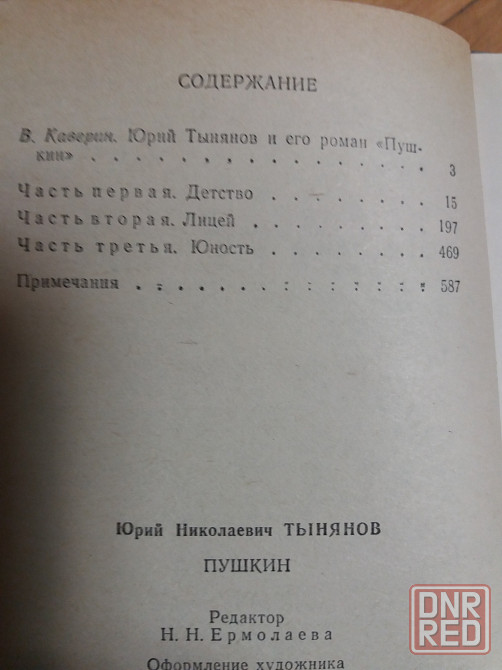 СОДЕРЖАНИЕ
В. Каверин. Юрий Тынянов и его роман «Пуш-
кин» . . . . . . . . . . . . . . . 3
Часть первая. Детство . . . . . . . 15
Часть вторая. Лицей . . . . . . . . 197
Часть третья. Юность . . . . . . . 469
Примечания . . . . . . . . . . . . . 587
Юрий Николаевич ТЫНЯНОВ
ПУШКИН
Редактор
Н. Н. Ермолаева
Оформление художника
DNR
RED